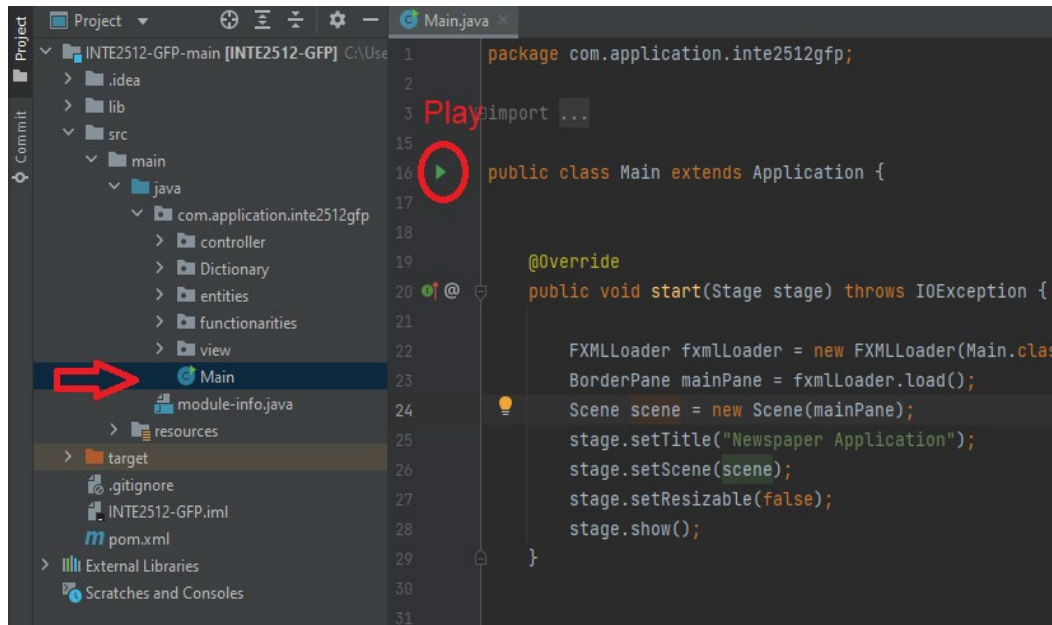 Project
Commit
Project
INTE2512-GFP-main [INTE2512-GFP] C:\Use
.idea
lib
src
main
java
com.application.inte2512gfp
controller
Dictionary
entities
functionarities
view
Main
module-info.java
resources
target
.gitignore
INTE2512-GFP.iml
pom.xml
External Libraries
Scratches and Consoles
Main.java
1 package com.application.inte2512gfp;
2
Play
3 import ...
15
16 public class Main extends Application {
17
18
19 @Override
20 @ public void start(Stage stage) throws IOException {
21
22 FXMLLoader fxmlLoader = new FXMLLoader(Main.clas
23 BorderPane mainPane = fxmlLoader.load();
24 Scene scene = new Scene(mainPane);
25 stage.setTitle("Newspaper Application");
26 stage.setScene(scene);
27 stage.setResizable(false);
28 stage.show();
29 }
30
31